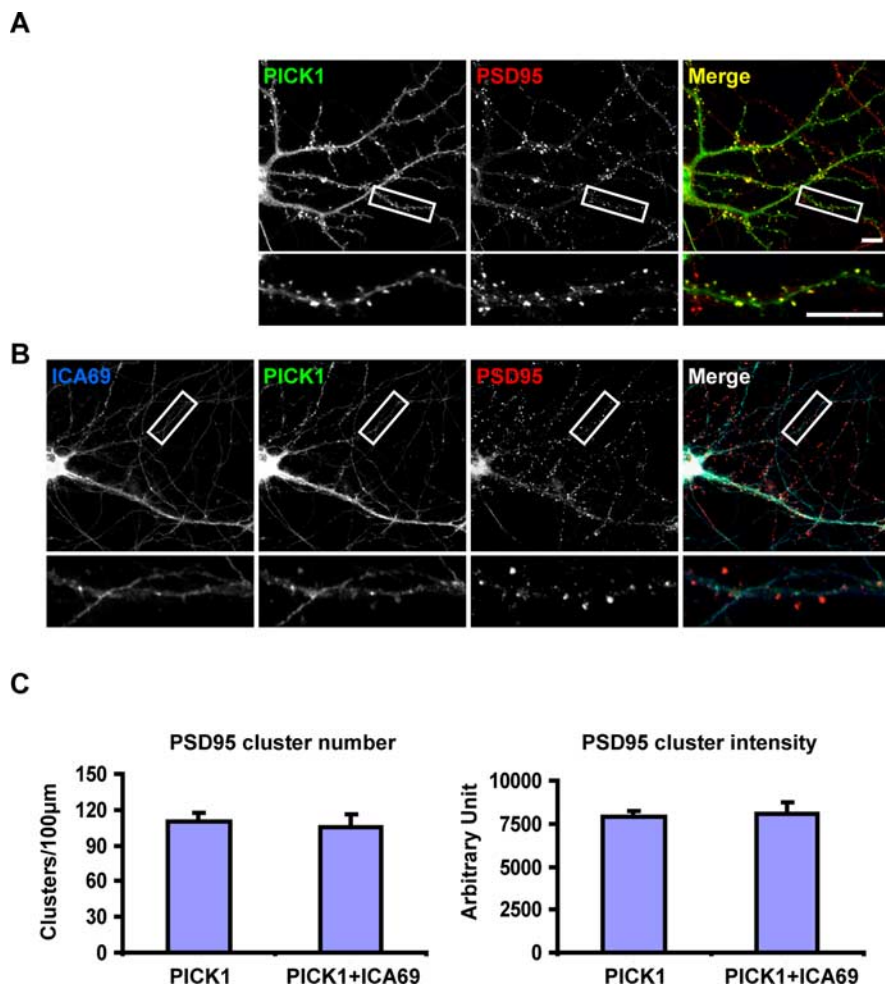 A
PICK1 PSD95 Merge
B
ICA69 PICK1 PSD95 Merge
C
PSD95 cluster number
Clusters/100µm
150
120
90
60
30
0
PICK1 PICK1+ICA69
PSD95 cluster intensity
Arbitrary Unit
10000
7500
5000
2500
0
PICK1 PICK1+ICA69